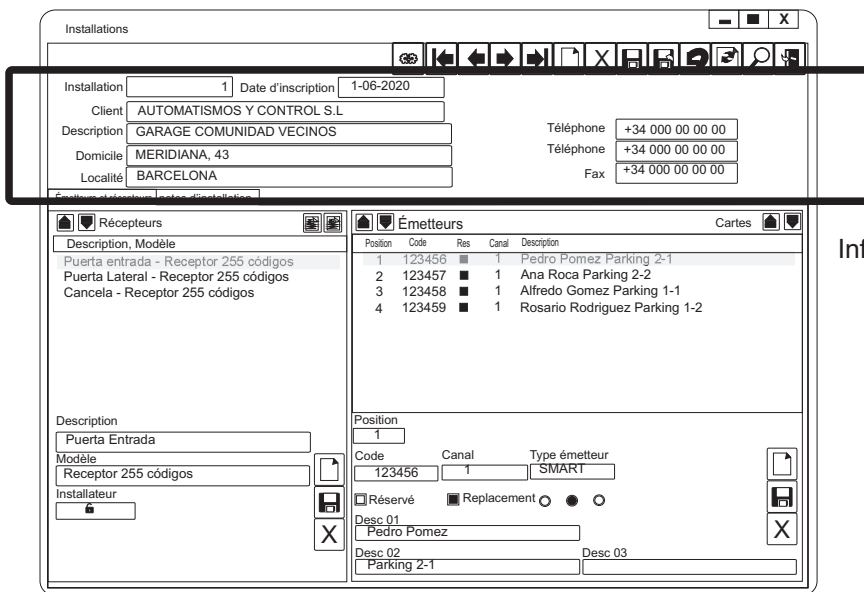 Installations
X
X
Installation 1 Date d'inscription 1-06-2020
Client AUTOMATISMOS Y CONTROL S.L
Description GARAGE COMUNIDAD VECINOS
Téléphone +34 000 00 00 00
Domicile MERIDIANA, 43
Téléphone +34 000 00 00 00
Localité BARCELONA
Fax +34 000 00 00 00
Émetteurs et récepteurs notes d'installation
Récepteurs
Description, Modèle
Puerta entrada - Receptor 255 códigos
Puerta Lateral - Receptor 255 códigos
Cancela - Receptor 255 códigos
Description
Puerta Entrada
Modèle
Receptor 255 códigos
Installateur
X
Émetteurs Cartes
Position Code Res Canal Description
1 123456 1 Pedro Pomez Parking 2-1
2 123457 1 Ana Roca Parking 2-2
3 123458 1 Alfredo Gomez Parking 1-1
4 123459 1 Rosario Rodriguez Parking 1-2
Position
1
Code Canal Type émetteur
123456 1 SMART
Réservé Replacement
Desc 01
Pedro Pomez
X
Desc 02 Desc 03
Parking 2-1